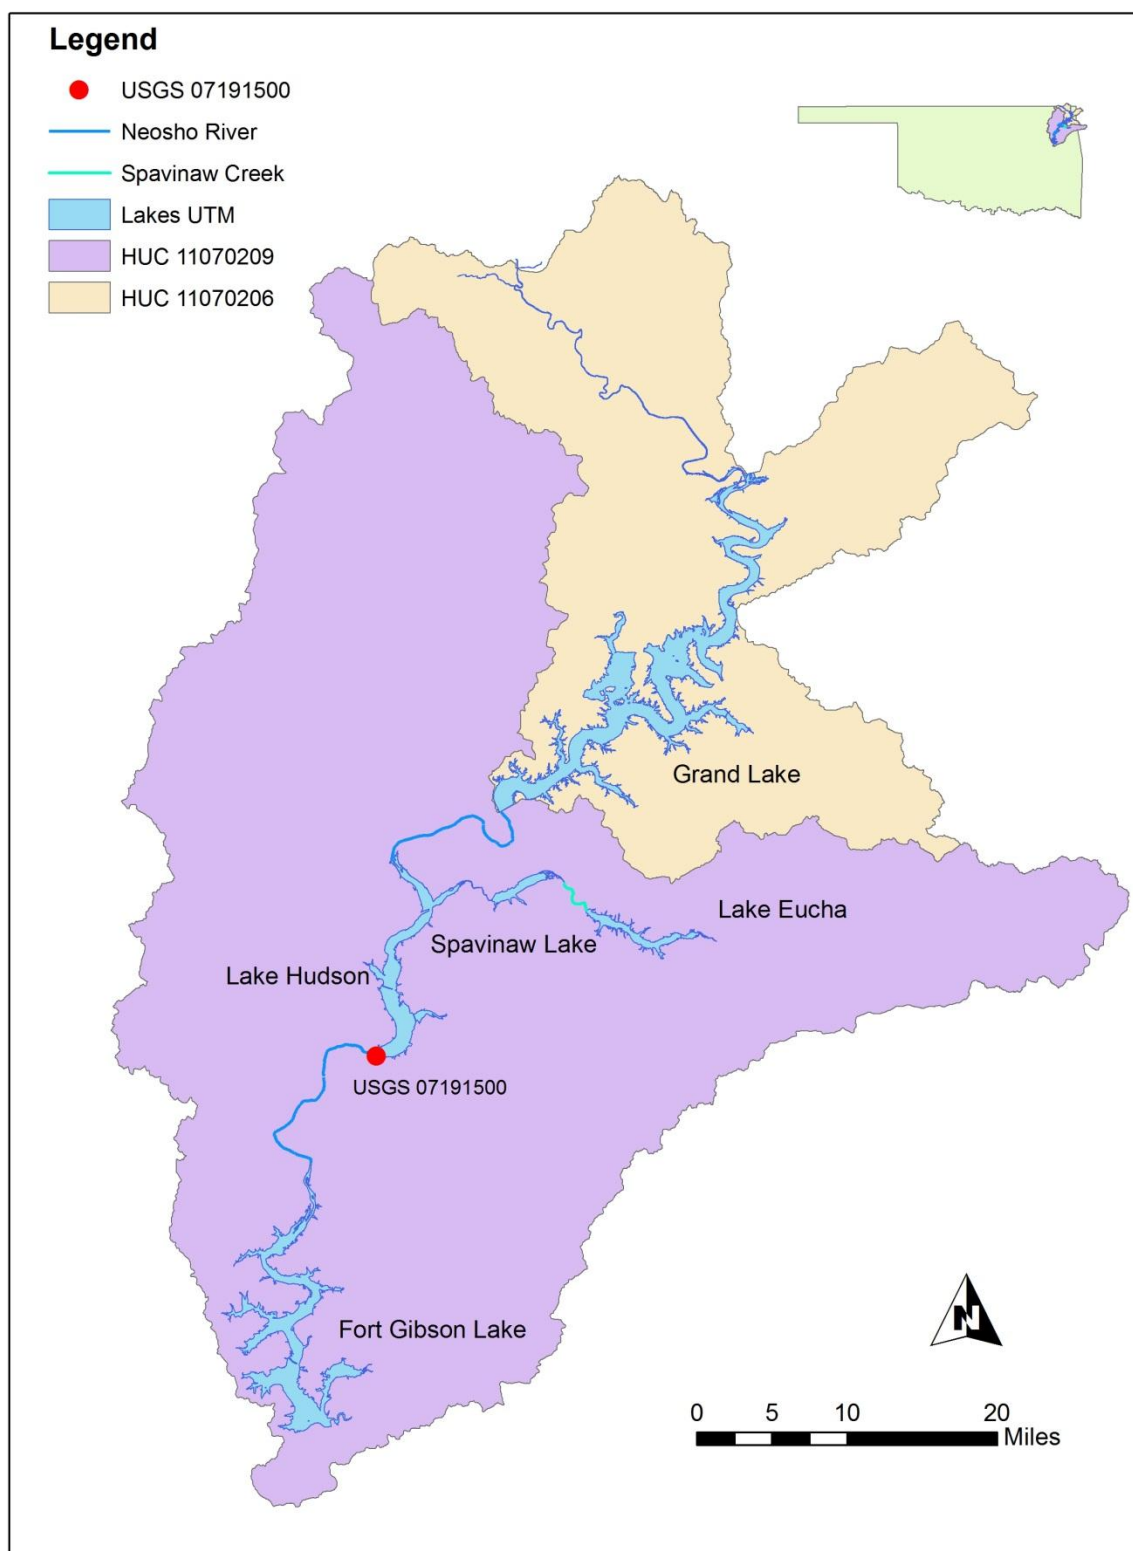 Legend
USGS 07191500
Neosho River
Spavinaw Creek
Lakes UTM
HUC 11070209
HUC 11070206
Grand Lake
Lake Eucha
Spavinaw Lake
Lake Hudson
USGS 07191500
Fort Gibson Lake
N
0 5 10 20
Miles